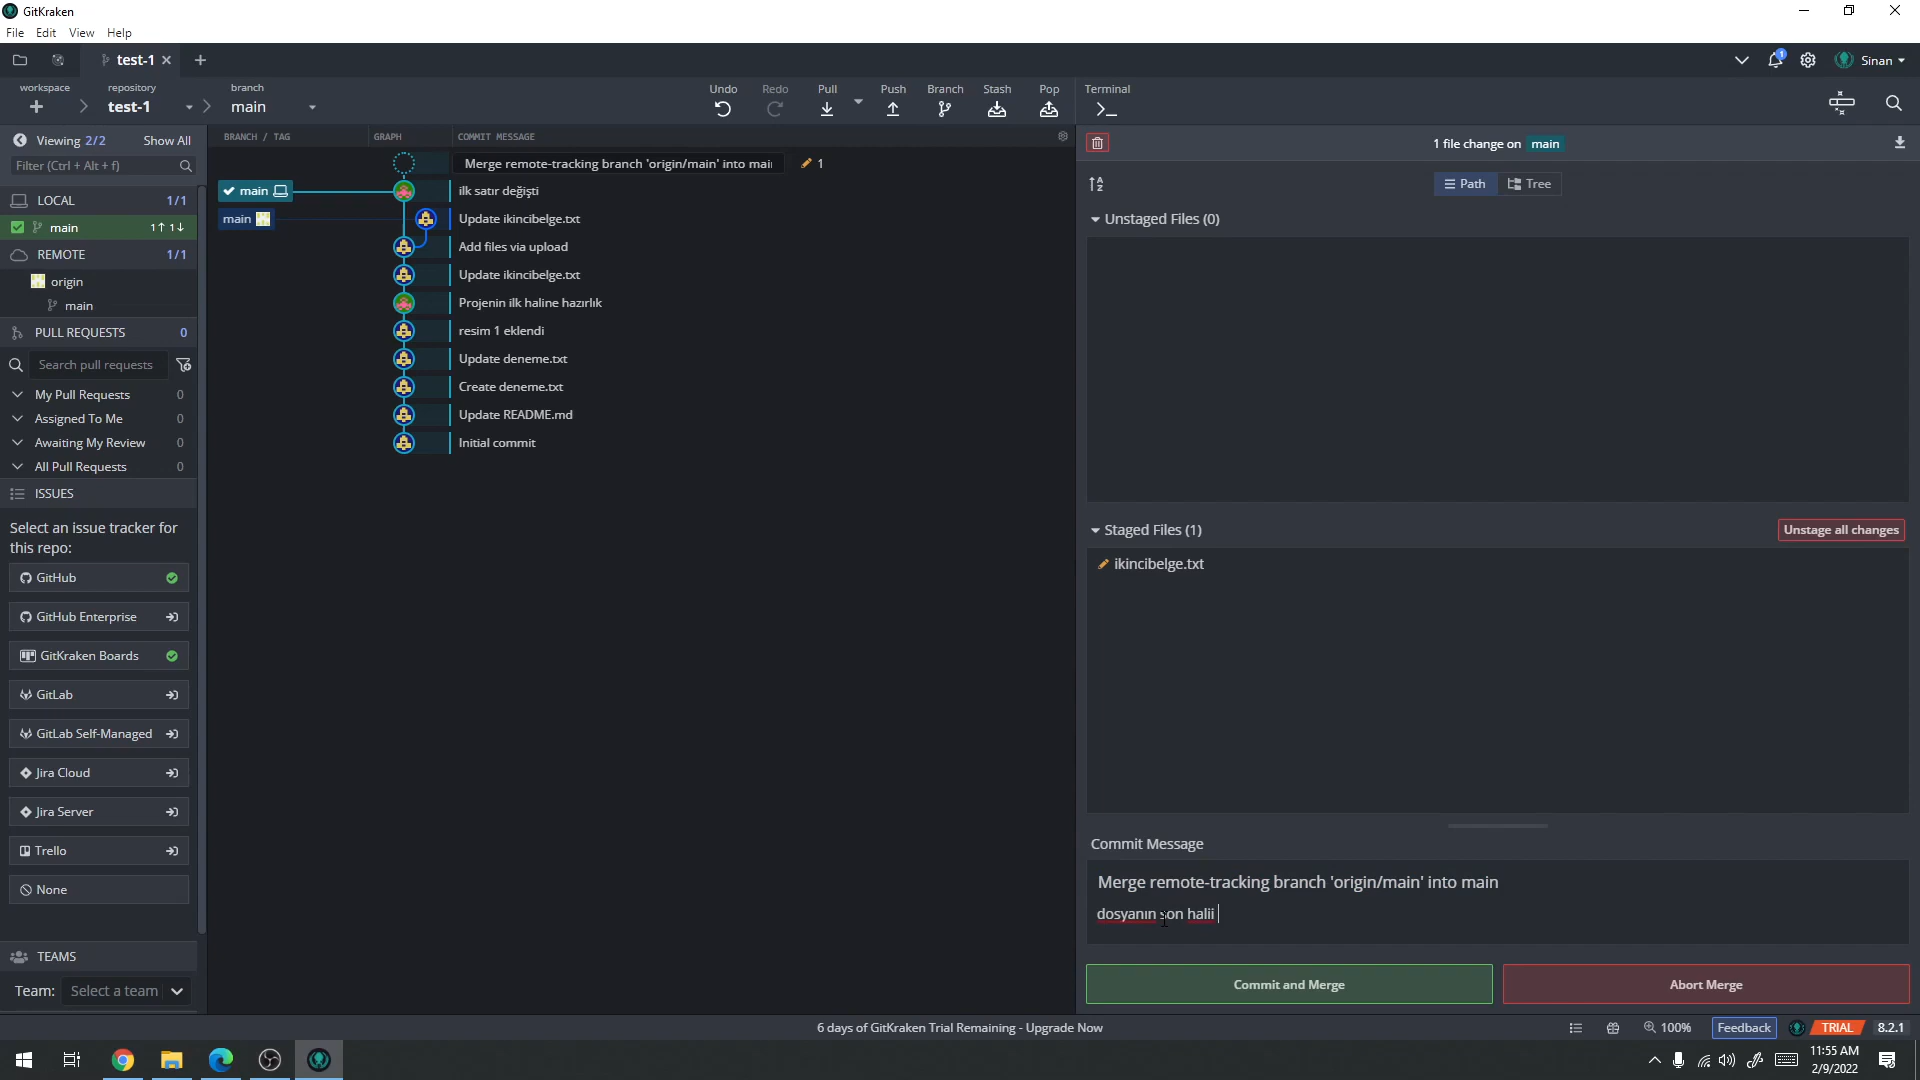 GitKraken
File Edit View Help
test-1
Sinan
workspace
repository
test-1
branch
main
Undo
Redo
Pull
Push
Branch
Stash
Pop
Terminal
Viewing 2/2 Show All
Filter (Ctrl + Alt + f)
LOCAL 1/1
main 1↑ 1↓
REMOTE 1/1
origin
main
PULL REQUESTS 0
Search pull requests
My Pull Requests 0
Assigned To Me 0
Awaiting My Review 0
All Pull Requests 0
ISSUES
Select an issue tracker for
this repo:
GitHub
GitHub Enterprise
GitKraken Boards
GitLab
GitLab Self-Managed
Jira Cloud
Jira Server
Trello
None
TEAMS
Team: Select a team
BRANCH / TAG GRAPH COMMIT MESSAGE
Merge remote-tracking branch 'origin/main' into mai 1
main ilk satır değişti
main Update ikincibelge.txt
Add files via upload
Update ikincibelge.txt
Projenin ilk haline hazırlık
resim 1 eklendi
Update deneme.txt
Create deneme.txt
Update README.md
Initial commit
1 file change on main
Path Tree
Unstaged Files (0)
Staged Files (1) Unstage all changes
ikincibelge.txt
Commit Message
Merge remote-tracking branch 'origin/main' into main
dosyanın son halii
Commit and Merge Abort Merge
6 days of GitKraken Trial Remaining - Upgrade Now
100% Feedback TRIAL 8.2.1
11:55 AM
2/9/2022